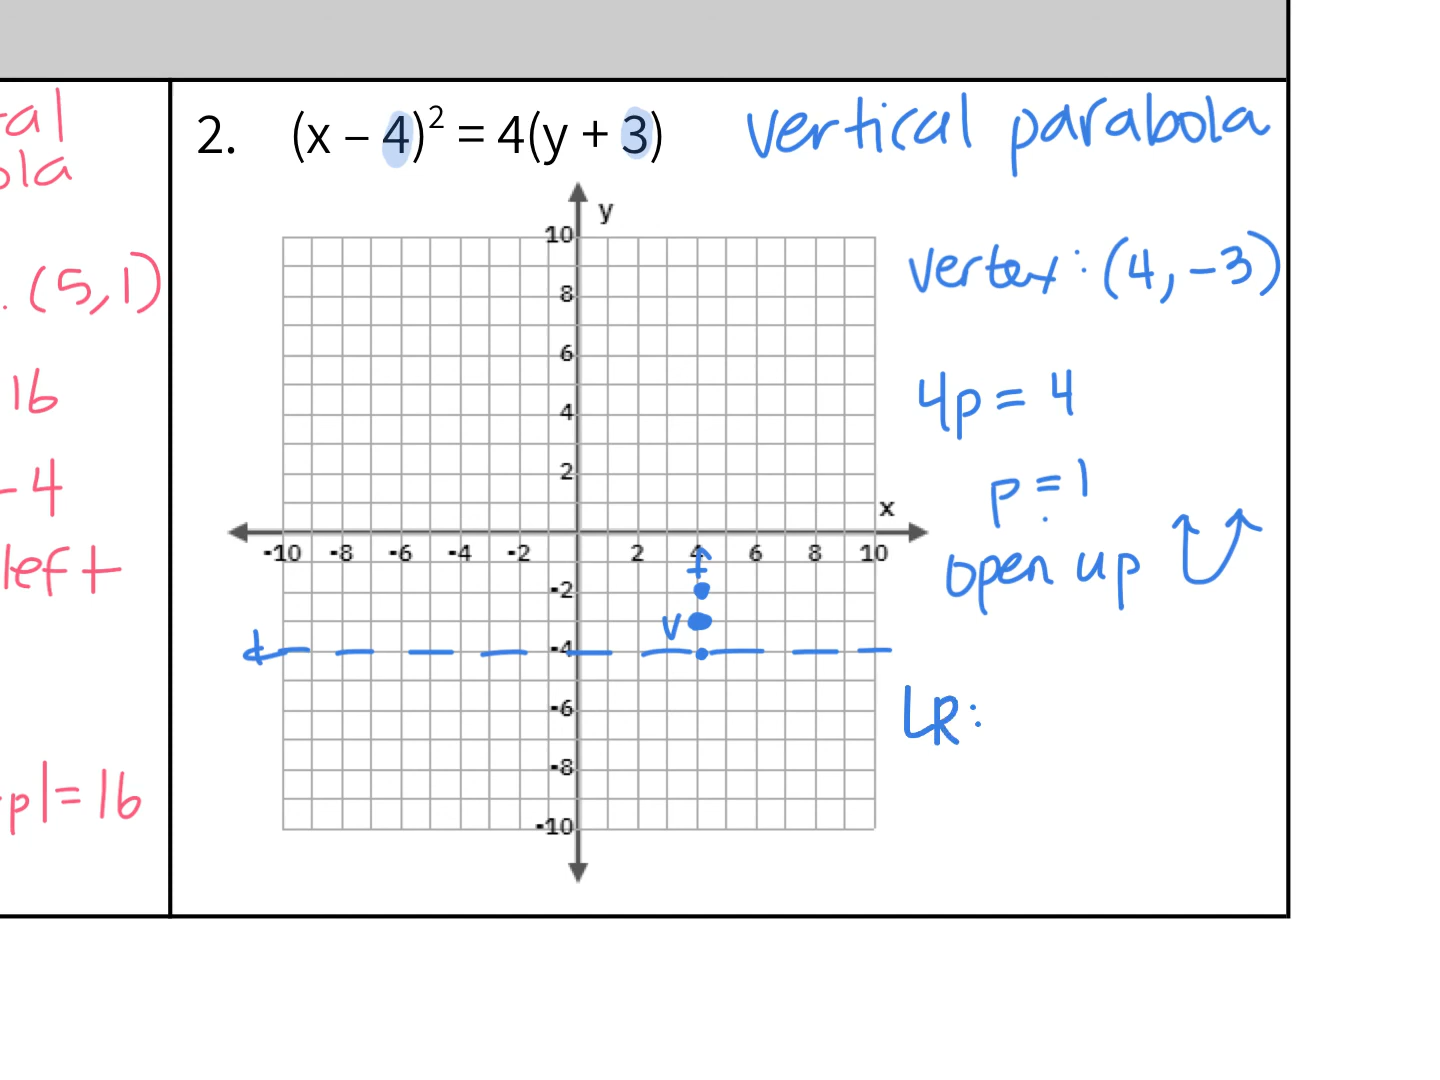 al
ola
. (5,1)
16
-4
left
pl=16
2. (x – 4)² = 4(y + 3)
vertical parabola
y
10
8
6
4
2
x
-10 -8 -6 -4 -2 2 4 6 8 10
-2
-4
-6
-8
-10
f
V
vertex: (4,-3)
4p = 4
p = 1
open up
LR: